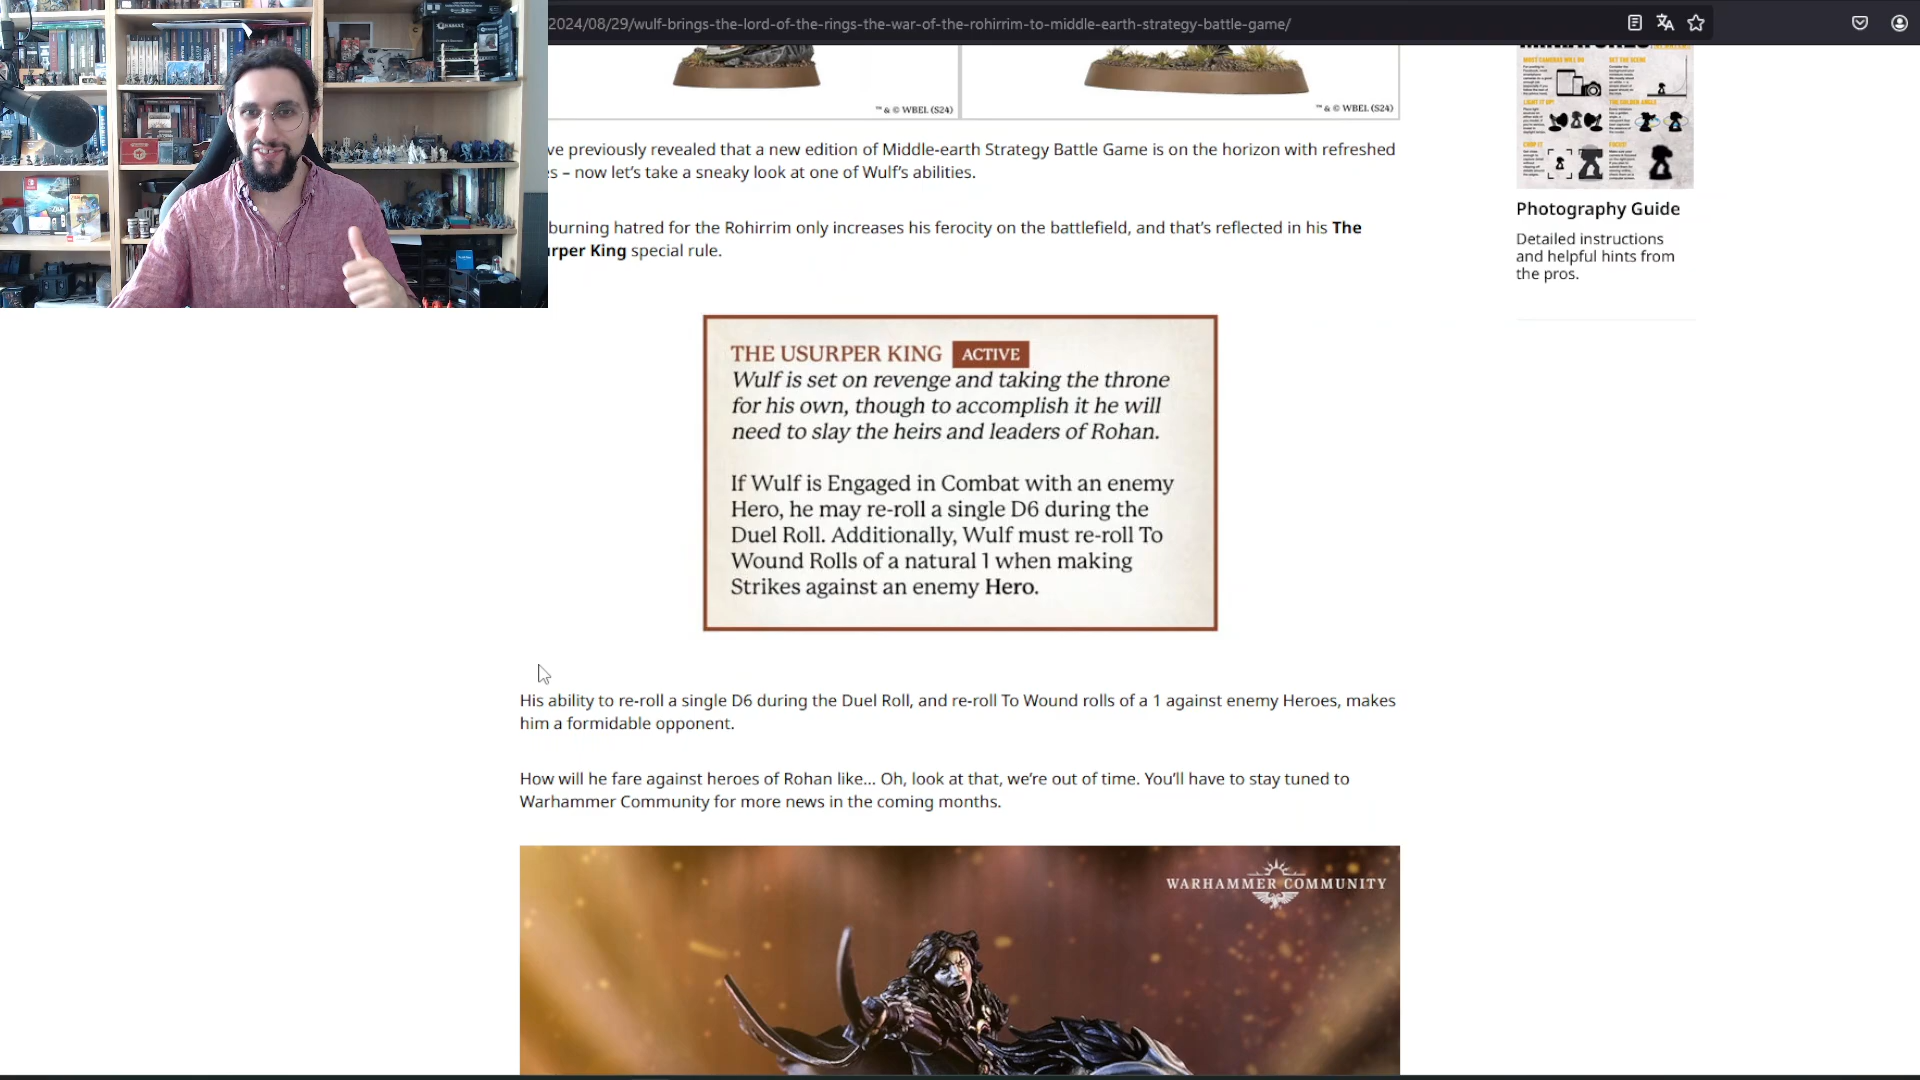 2024/08/29/wulf-brings-the-lord-of-the-rings-the-war-of-the-rohirrim-to-middle-earth-strategy-battle-game/
™ & © WBEL (S24)
™ & © WBEL (S24)
ve previously revealed that a new edition of Middle-earth Strategy Battle Game is on the horizon with refreshed
es – now let's take a sneaky look at one of Wulf's abilities.
burning hatred for the Rohirrim only increases his ferocity on the battlefield, and that's reflected in his The
urper King special rule.
THE USURPER KING ACTIVE
Wulf is set on revenge and taking the throne
for his own, though to accomplish it he will
need to slay the heirs and leaders of Rohan.
If Wulf is Engaged in Combat with an enemy
Hero, he may re-roll a single D6 during the
Duel Roll. Additionally, Wulf must re-roll To
Wound Rolls of a natural 1 when making
Strikes against an enemy Hero.
His ability to re-roll a single D6 during the Duel Roll, and re-roll To Wound rolls of a 1 against enemy Heroes, makes
him a formidable opponent.
How will he fare against heroes of Rohan like... Oh, look at that, we're out of time. You'll have to stay tuned to
Warhammer Community for more news in the coming months.
WARHAMMER COMMUNITY
Photography Guide
Detailed instructions
and helpful hints from
the pros.